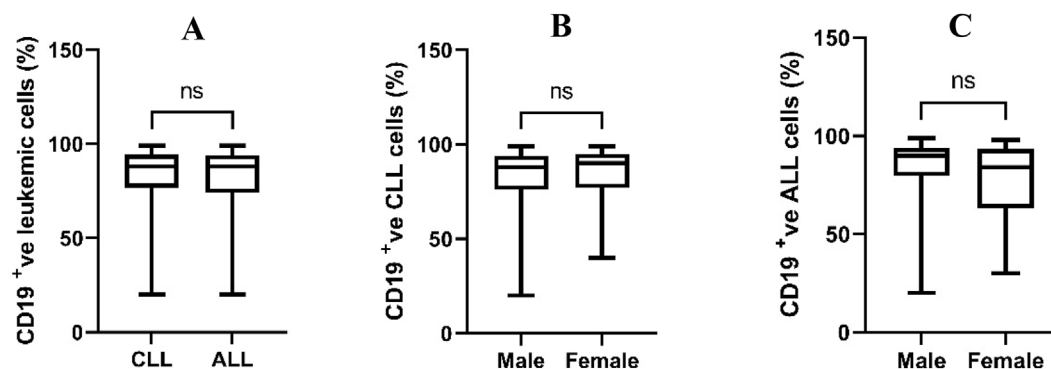 A
CD19 +ve leukemic cells (%)
150
100
50
0
ns
CLL ALL
B
CD19 +ve CLL cells (%)
150
100
50
0
ns
Male Female
C
CD19 +ve ALL cells (%)
150
100
50
0
ns
Male Female